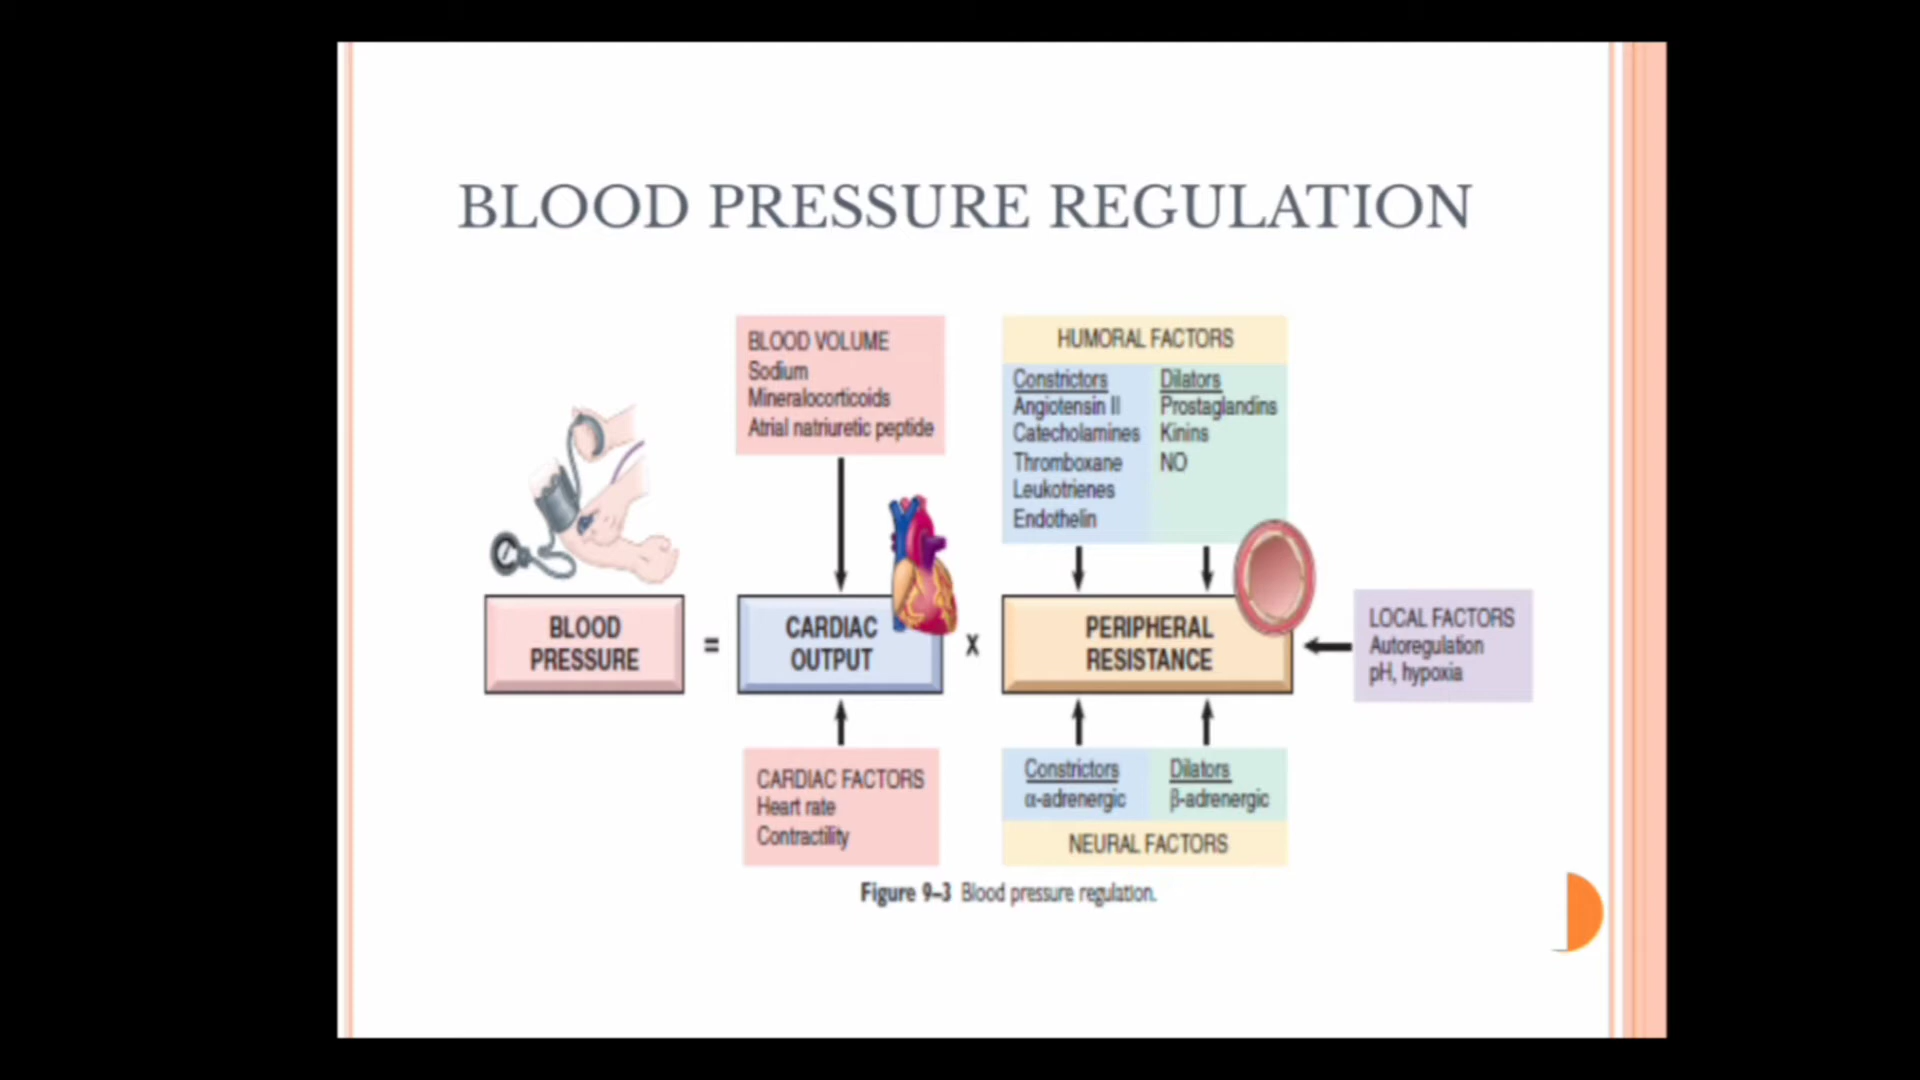 BLOOD PRESSURE REGULATION
BLOOD VOLUME
Sodium
Mineralocorticoids
Atrial natriuretic peptide
HUMORAL FACTORS
Constrictors
Angiotensin II
Catecholamines
Thromboxane
Leukotrienes
Endothelin
Dilators
Prostaglandins
Kinins
NO
BLOOD
PRESSURE
=
CARDIAC
OUTPUT
X
PERIPHERAL
RESISTANCE
LOCAL FACTORS
Autoregulation
pH, hypoxia
CARDIAC FACTORS
Heart rate
Contractility
Constrictors
α-adrenergic
Dilators
β-adrenergic
NEURAL FACTORS
Figure 9–3 Blood pressure regulation.